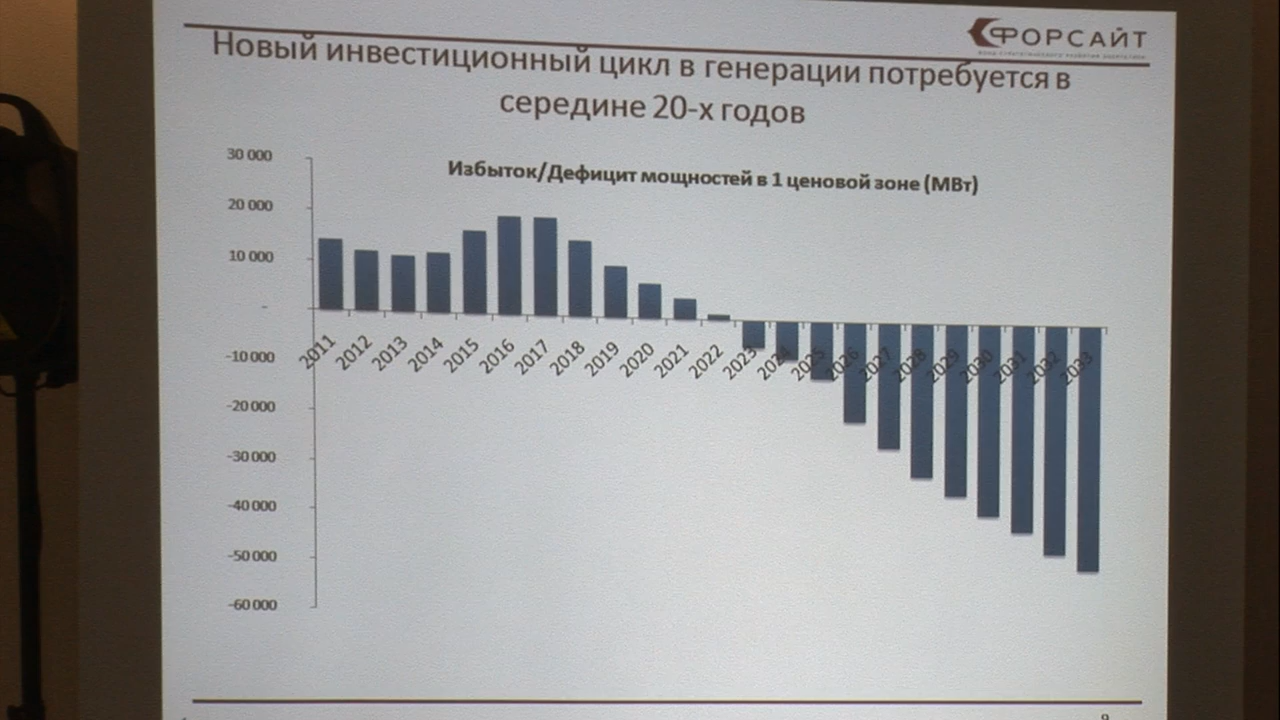 ФОРСАЙТ
Новый инвестиционный цикл в генерации потребуется в
середине 20-х годов
Избыток/Дефицит мощностей в 1 ценовой зоне (МВт)
30 000
20 000
10 000
-
-10 000
-20 000
-30 000
-40 000
-50 000
-60 000
2011 2012 2013 2014 2015 2016 2017 2018 2019 2020 2021 2022 2023 2024 2025 2026 2027 2028 2029 2030 2031 2032 2033